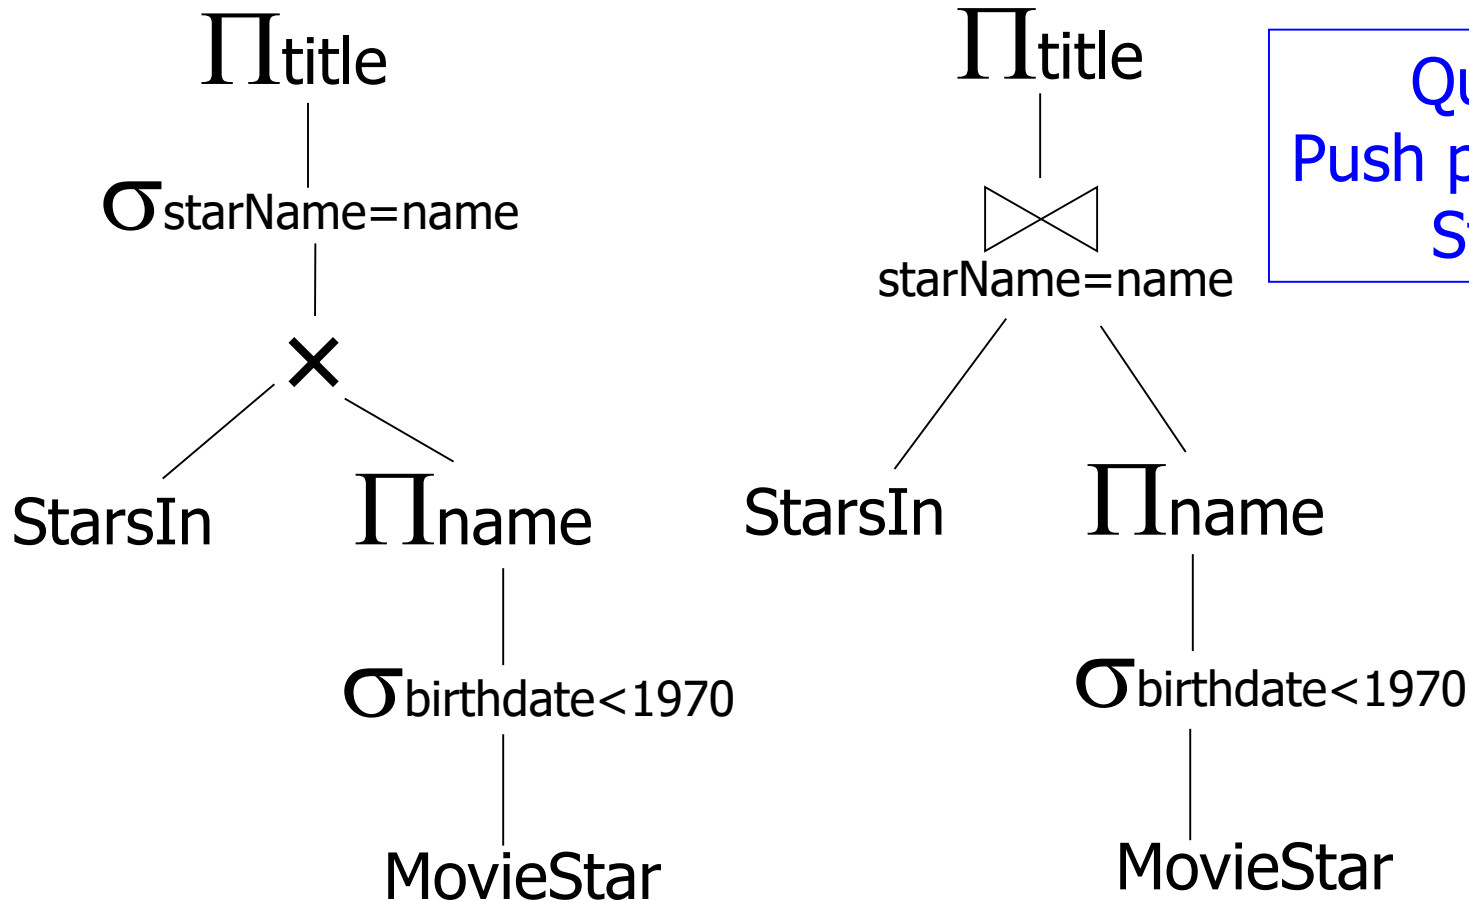 Πtitle
σstarName=name
×
StarsIn
Πname
σbirthdate<1970
MovieStar
Πtitle
⋈
starName=name
StarsIn
Πname
σbirthdate<1970
MovieStar
Push